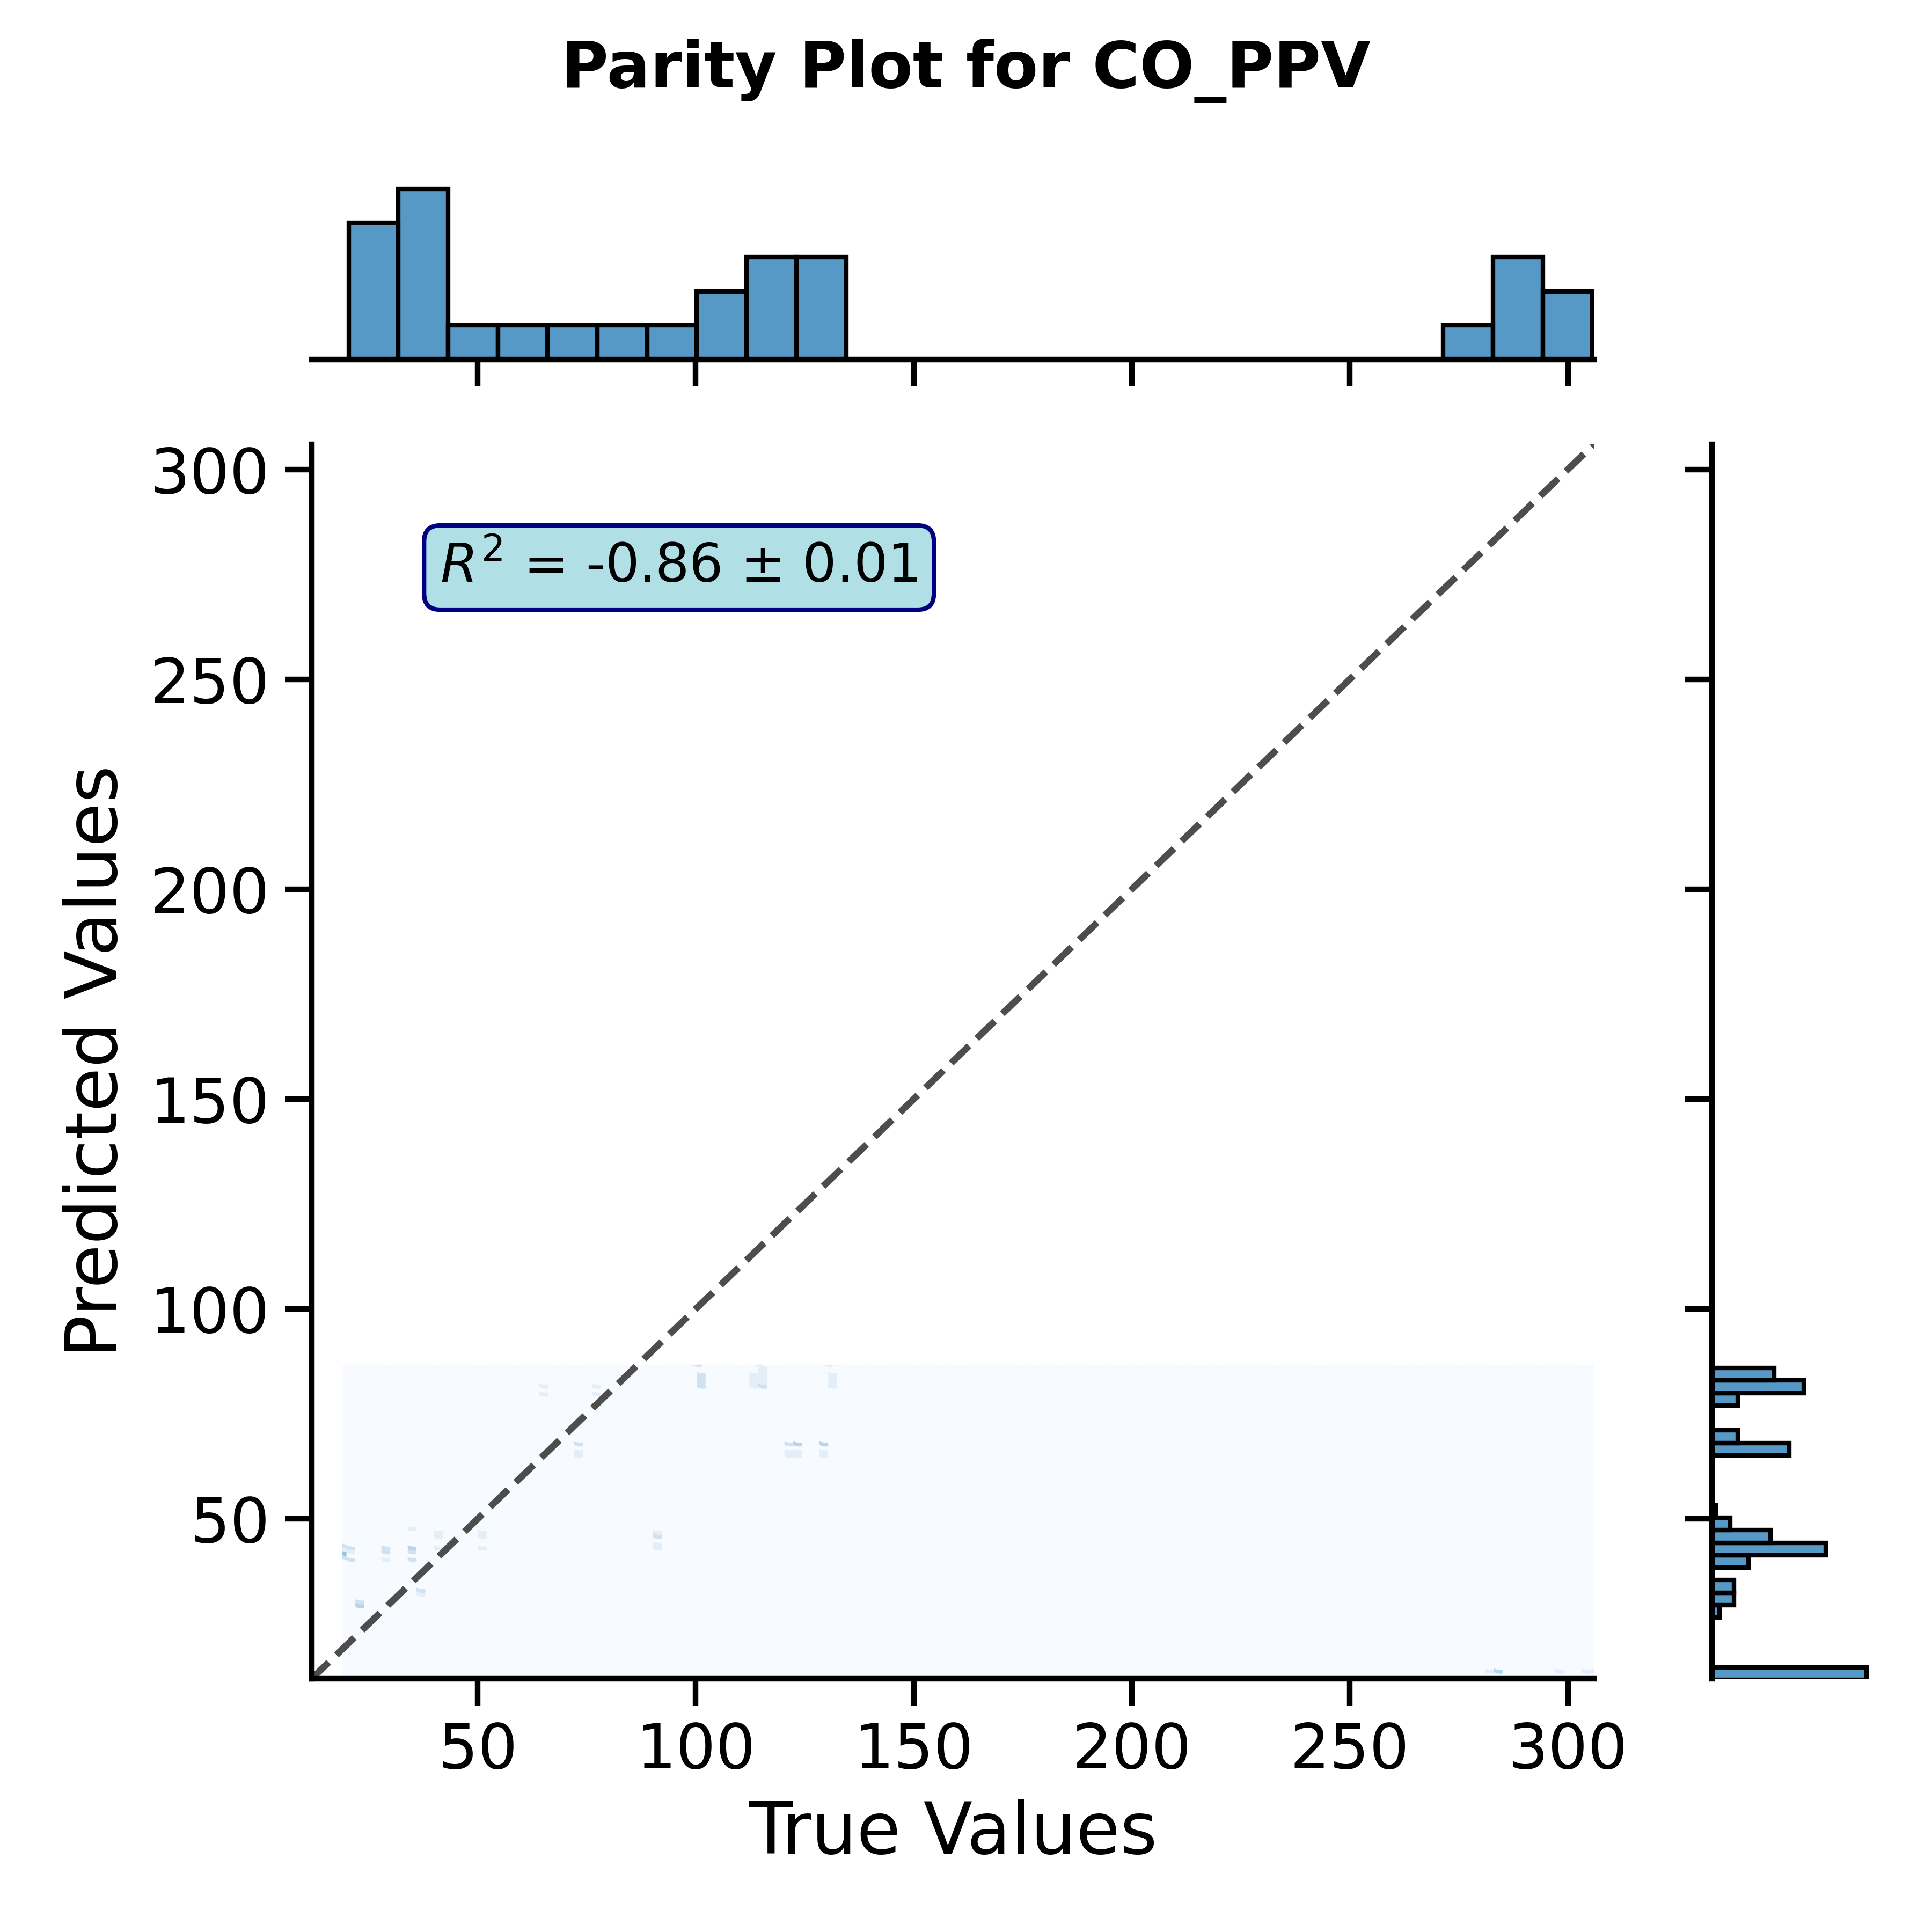 Parity Plot for CO_PPV
R² = -0.86 ± 0.01
Predicted Values
300
250
200
150
100
50
50 100 150 200 250 300
True Values